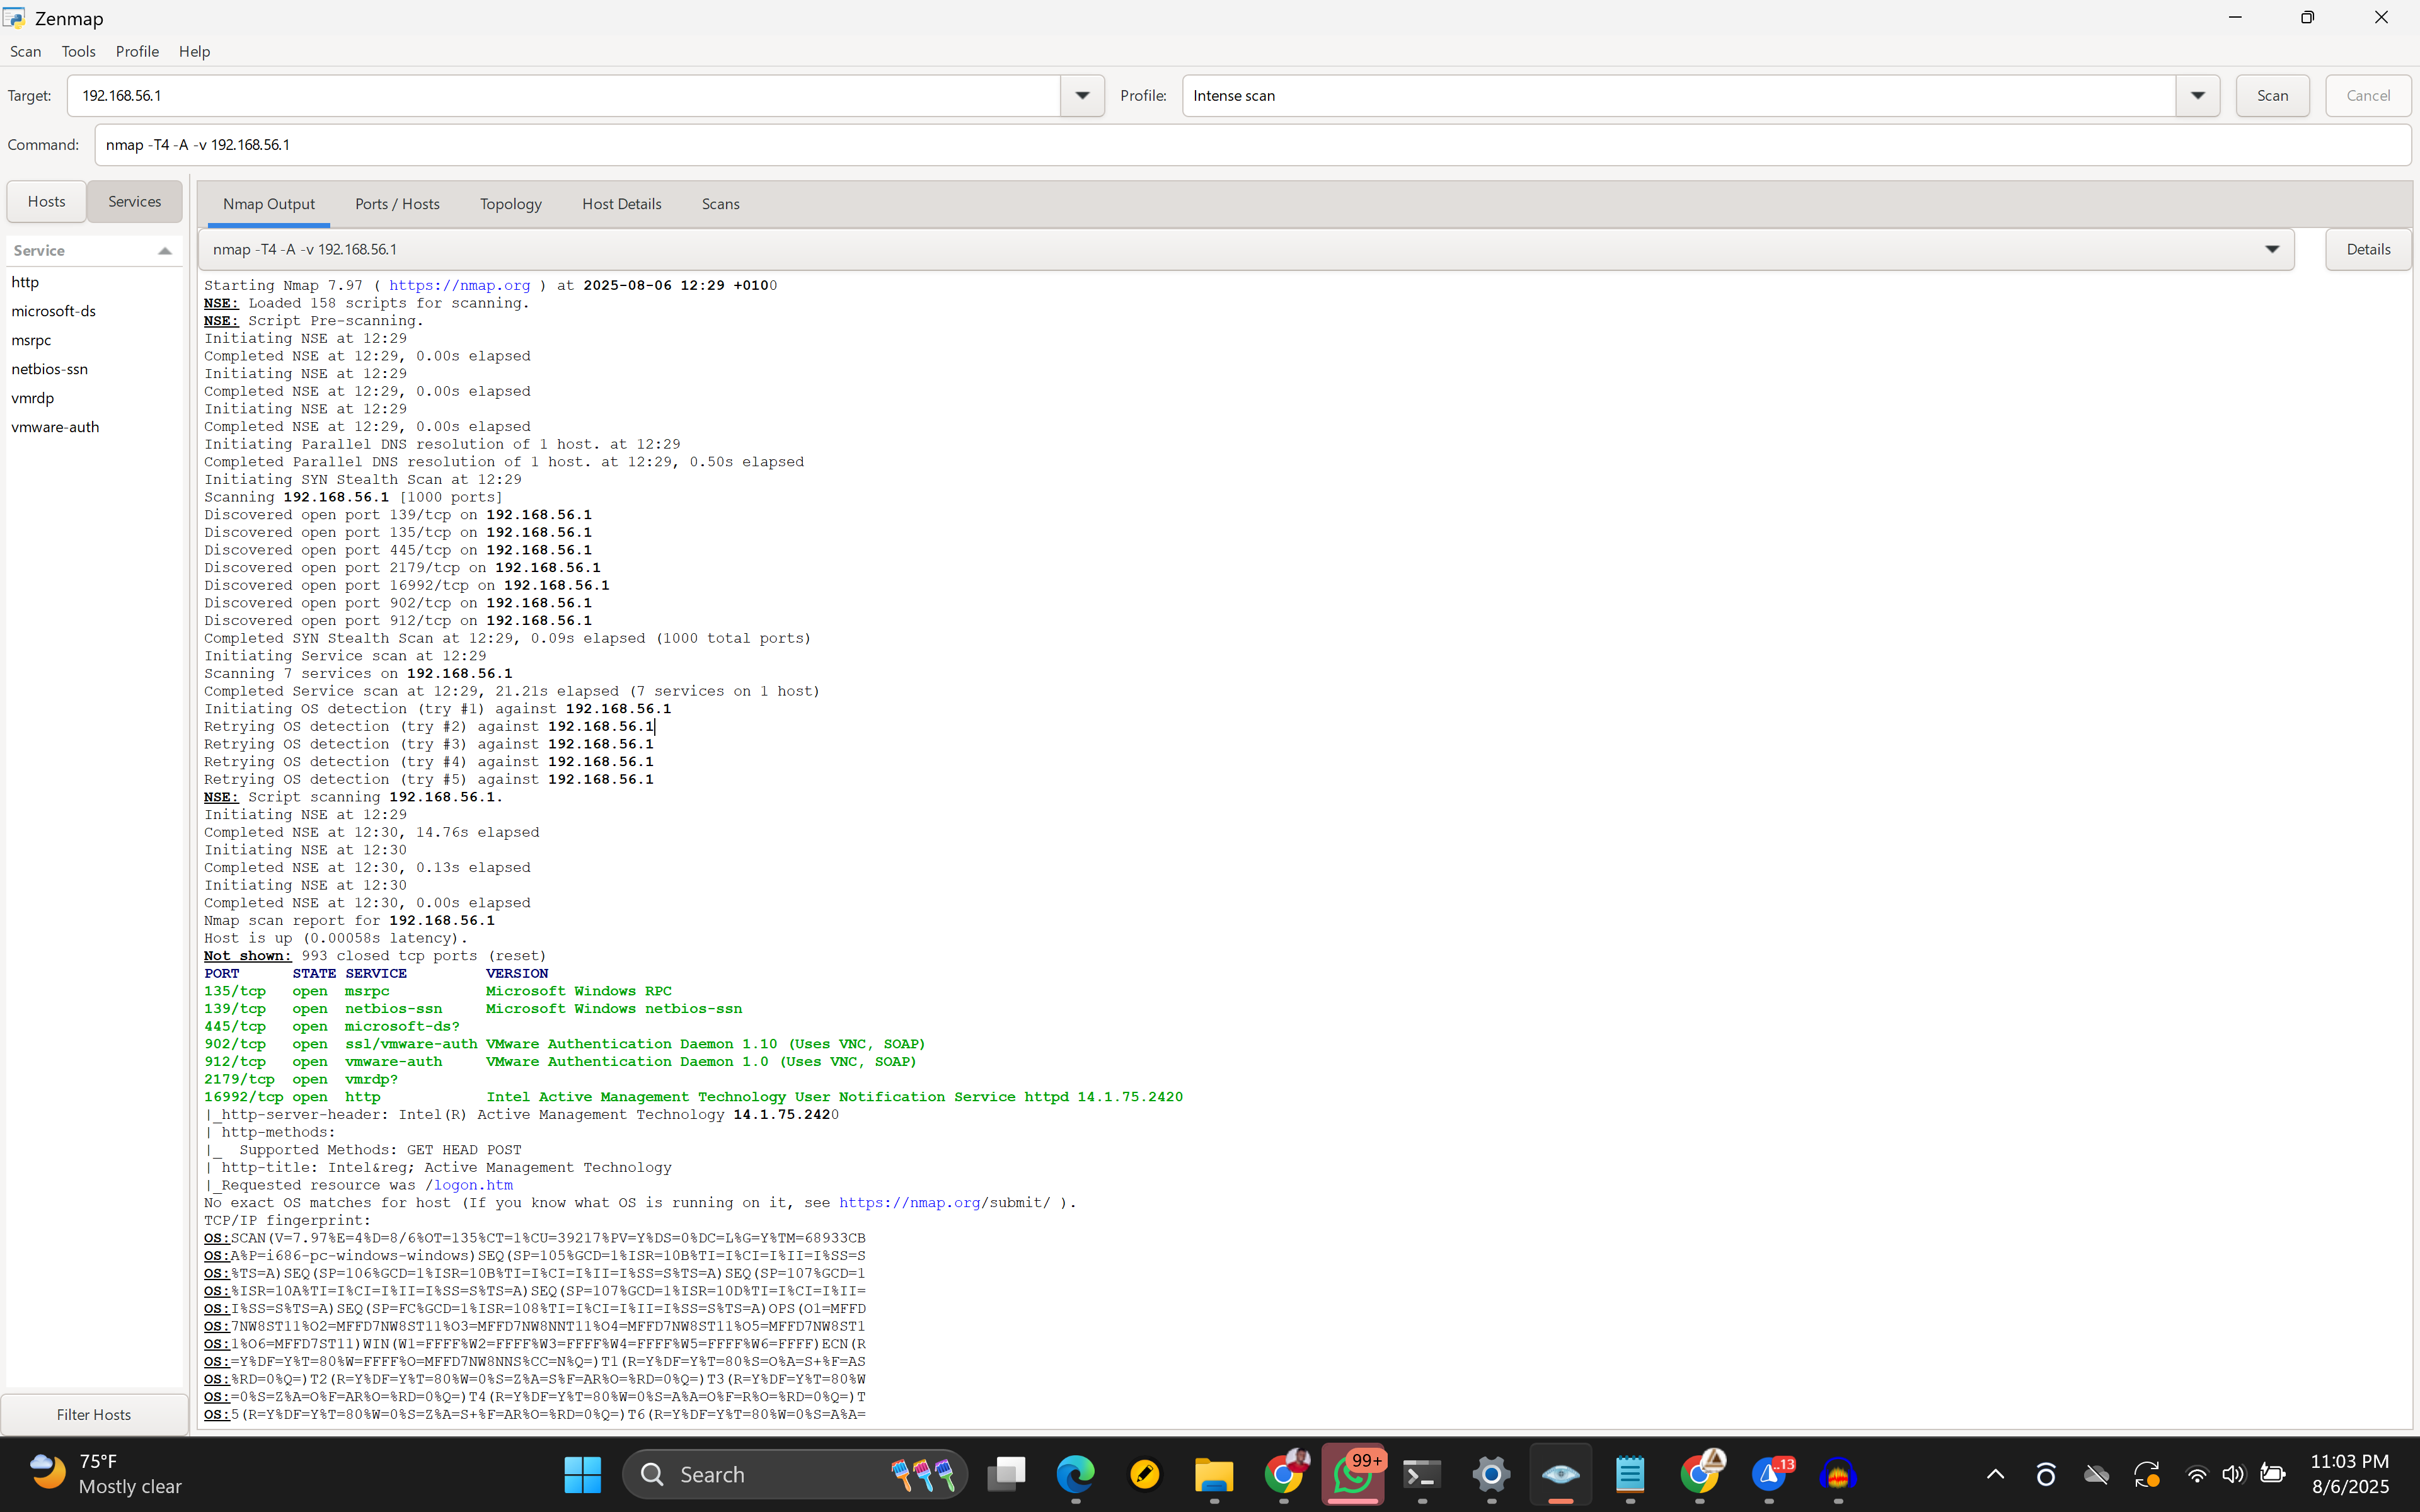 Zenmap
Scan Tools Profile Help
Target: 192.168.56.1 Profile: Intense scan Scan Cancel
Command: nmap -T4 -A -v 192.168.56.1
Hosts Services
Service
http
microsoft-ds
msrpc
netbios-ssn
vmrdp
vmware-auth
Filter Hosts
Nmap Output Ports / Hosts Topology Host Details Scans
nmap -T4 -A -v 192.168.56.1 Details
Starting Nmap 7.97 ( https://nmap.org ) at 2025-08-06 12:29 +0100
NSE: Loaded 158 scripts for scanning.
NSE: Script Pre-scanning.
Initiating NSE at 12:29
Completed NSE at 12:29, 0.00s elapsed
Initiating NSE at 12:29
Completed NSE at 12:29, 0.00s elapsed
Initiating NSE at 12:29
Completed NSE at 12:29, 0.00s elapsed
Initiating Parallel DNS resolution of 1 host. at 12:29
Completed Parallel DNS resolution of 1 host. at 12:29, 0.50s elapsed
Initiating SYN Stealth Scan at 12:29
Scanning 192.168.56.1 [1000 ports]
Discovered open port 139/tcp on 192.168.56.1
Discovered open port 135/tcp on 192.168.56.1
Discovered open port 445/tcp on 192.168.56.1
Discovered open port 2179/tcp on 192.168.56.1
Discovered open port 16992/tcp on 192.168.56.1
Discovered open port 902/tcp on 192.168.56.1
Discovered open port 912/tcp on 192.168.56.1
Completed SYN Stealth Scan at 12:29, 0.09s elapsed (1000 total ports)
Initiating Service scan at 12:29
Scanning 7 services on 192.168.56.1
Completed Service scan at 12:29, 21.21s elapsed (7 services on 1 host)
Initiating OS detection (try #1) against 192.168.56.1
Retrying OS detection (try #2) against 192.168.56.1
Retrying OS detection (try #3) against 192.168.56.1
Retrying OS detection (try #4) against 192.168.56.1
Retrying OS detection (try #5) against 192.168.56.1
NSE: Script scanning 192.168.56.1.
Initiating NSE at 12:29
Completed NSE at 12:30, 14.76s elapsed
Initiating NSE at 12:30
Completed NSE at 12:30, 0.13s elapsed
Initiating NSE at 12:30
Completed NSE at 12:30, 0.00s elapsed
Nmap scan report for 192.168.56.1
Host is up (0.00058s latency).
Not shown: 993 closed tcp ports (reset)
PORT STATE SERVICE VERSION
135/tcp open msrpc Microsoft Windows RPC
139/tcp open netbios-ssn Microsoft Windows netbios-ssn
445/tcp open microsoft-ds?
902/tcp open ssl/vmware-auth VMware Authentication Daemon 1.10 (Uses VNC, SOAP)
912/tcp open vmware-auth VMware Authentication Daemon 1.0 (Uses VNC, SOAP)
2179/tcp open vmrdp?
16992/tcp open http Intel Active Management Technology User Notification Service httpd 14.1.75.2420
|_http-server-header: Intel(R) Active Management Technology 14.1.75.2420
| http-methods:
|_  Supported Methods: GET HEAD POST
| http-title: Intel&reg; Active Management Technology
|_Requested resource was /logon.htm
No exact OS matches for host (If you know what OS is running on it, see https://nmap.org/submit/ ).
TCP/IP fingerprint:
OS:SCAN(V=7.97%E=4%D=8/6%OT=135%CT=1%CU=39217%PV=Y%DS=0%DC=L%G=Y%TM=68933CB
OS:A%P=i686-pc-windows-windows)SEQ(SP=105%GCD=1%ISR=10B%TI=I%CI=I%II=I%SS=S
OS:%TS=A)SEQ(SP=106%GCD=1%ISR=10B%TI=I%CI=I%II=I%SS=S%TS=A)SEQ(SP=107%GCD=1
OS:%ISR=10A%TI=I%CI=I%II=I%SS=S%TS=A)SEQ(SP=107%GCD=1%ISR=10D%TI=I%CI=I%II=
OS:I%SS=S%TS=A)SEQ(SP=FC%GCD=1%ISR=108%TI=I%CI=I%II=I%SS=S%TS=A)OPS(O1=MFFD
OS:7NW8ST11%O2=MFFD7NW8ST11%O3=MFFD7NW8NNT11%O4=MFFD7NW8ST11%O5=MFFD7NW8ST1
OS:1%O6=MFFD7ST11)WIN(W1=FFFF%W2=FFFF%W3=FFFF%W4=FFFF%W5=FFFF%W6=FFFF)ECN(R
OS:=Y%DF=Y%T=80%W=FFFF%O=MFFD7NW8NNS%CC=N%Q=)T1(R=Y%DF=Y%T=80%S=O%A=S+%F=AS
OS:%RD=0%Q=)T2(R=Y%DF=Y%T=80%W=0%S=Z%A=S%F=AR%O=%RD=0%Q=)T3(R=Y%DF=Y%T=80%W
OS:=0%S=Z%A=O%F=AR%O=%RD=0%Q=)T4(R=Y%DF=Y%T=80%W=0%S=A%A=O%F=R%O=%RD=0%Q=)T
OS:5(R=Y%DF=Y%T=80%W=0%S=Z%A=S+%F=AR%O=%RD=0%Q=)T6(R=Y%DF=Y%T=80%W=0%S=A%A=
75°F
Mostly clear
Search
99+
..13
11:03 PM
8/6/2025